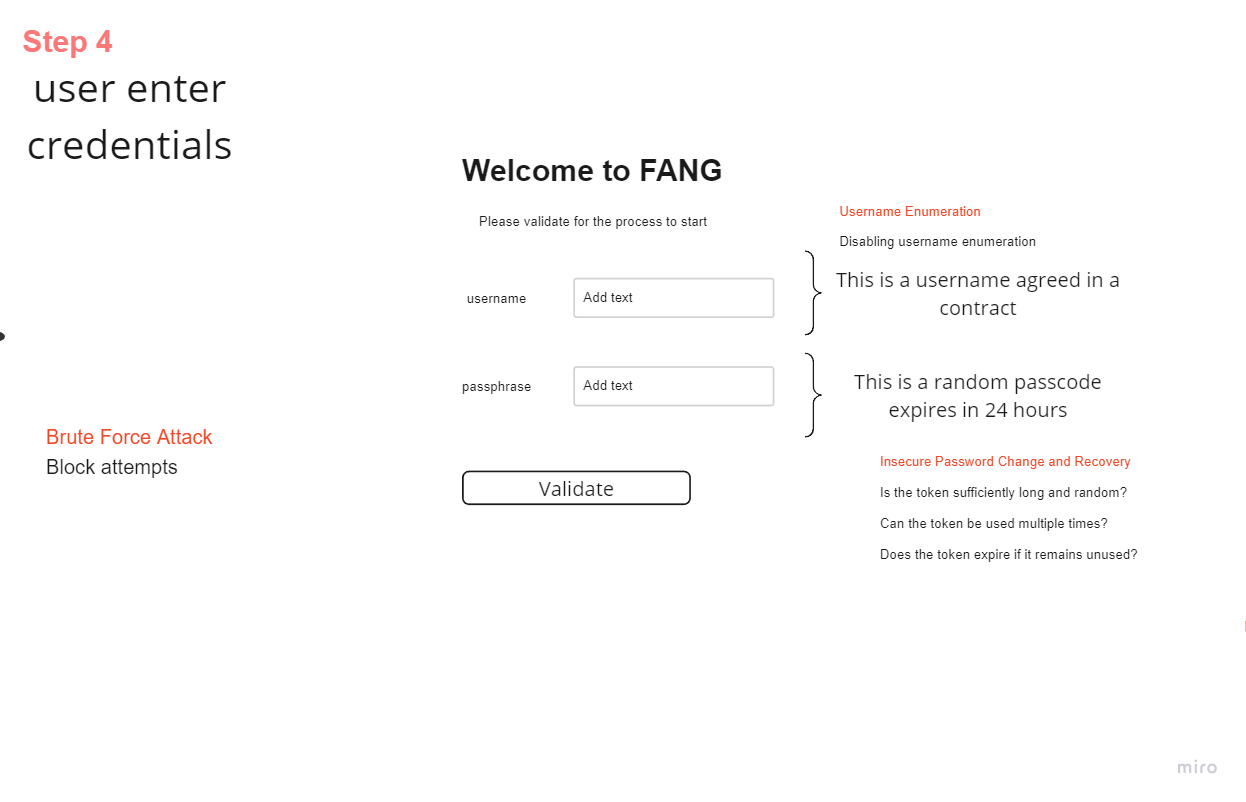 Step 4
user enter
credentials
Welcome to FANG
Please validate for the process to start
Username Enumeration
Disabling username enumeration
username
Add text
This is a username agreed in a
contract
passphrase
Add text
This is a random passcode
expires in 24 hours
Brute Force Attack
Block attempts
Validate
Insecure Password Change and Recovery
Is the token sufficiently long and random?
Can the token be used multiple times?
Does the token expire if it remains unused?
miro